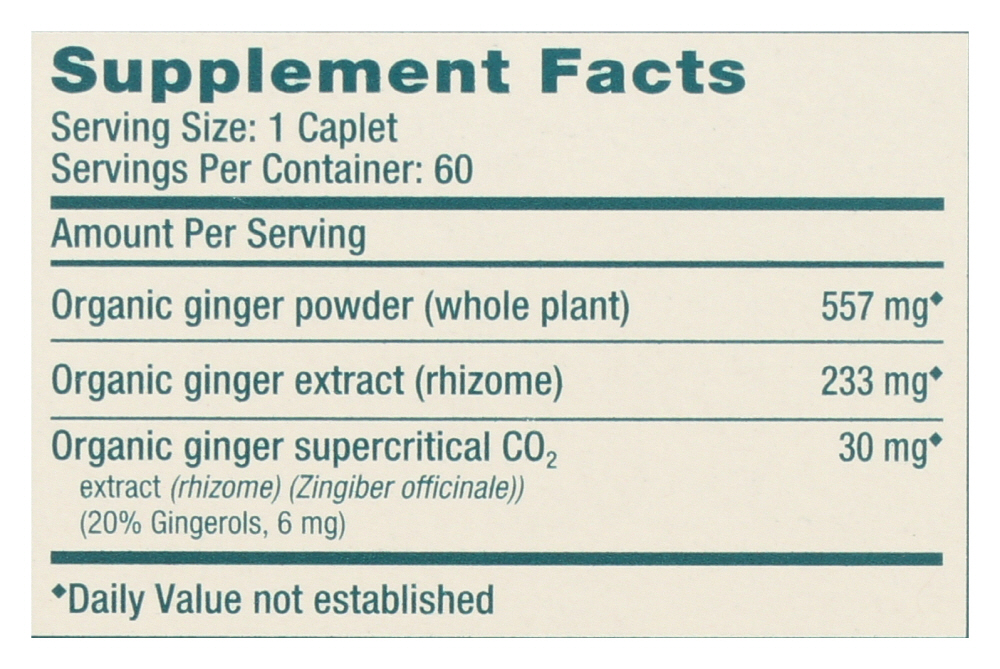 Supplement Facts
Serving Size: 1 Caplet
Servings Per Container: 60
Amount Per Serving
Organic ginger powder (whole plant) 557 mg◆
Organic ginger extract (rhizome) 233 mg◆
Organic ginger supercritical CO₂ 30 mg◆
extract (rhizome) (Zingiber officinale))
(20% Gingerols, 6 mg)
◆Daily Value not established